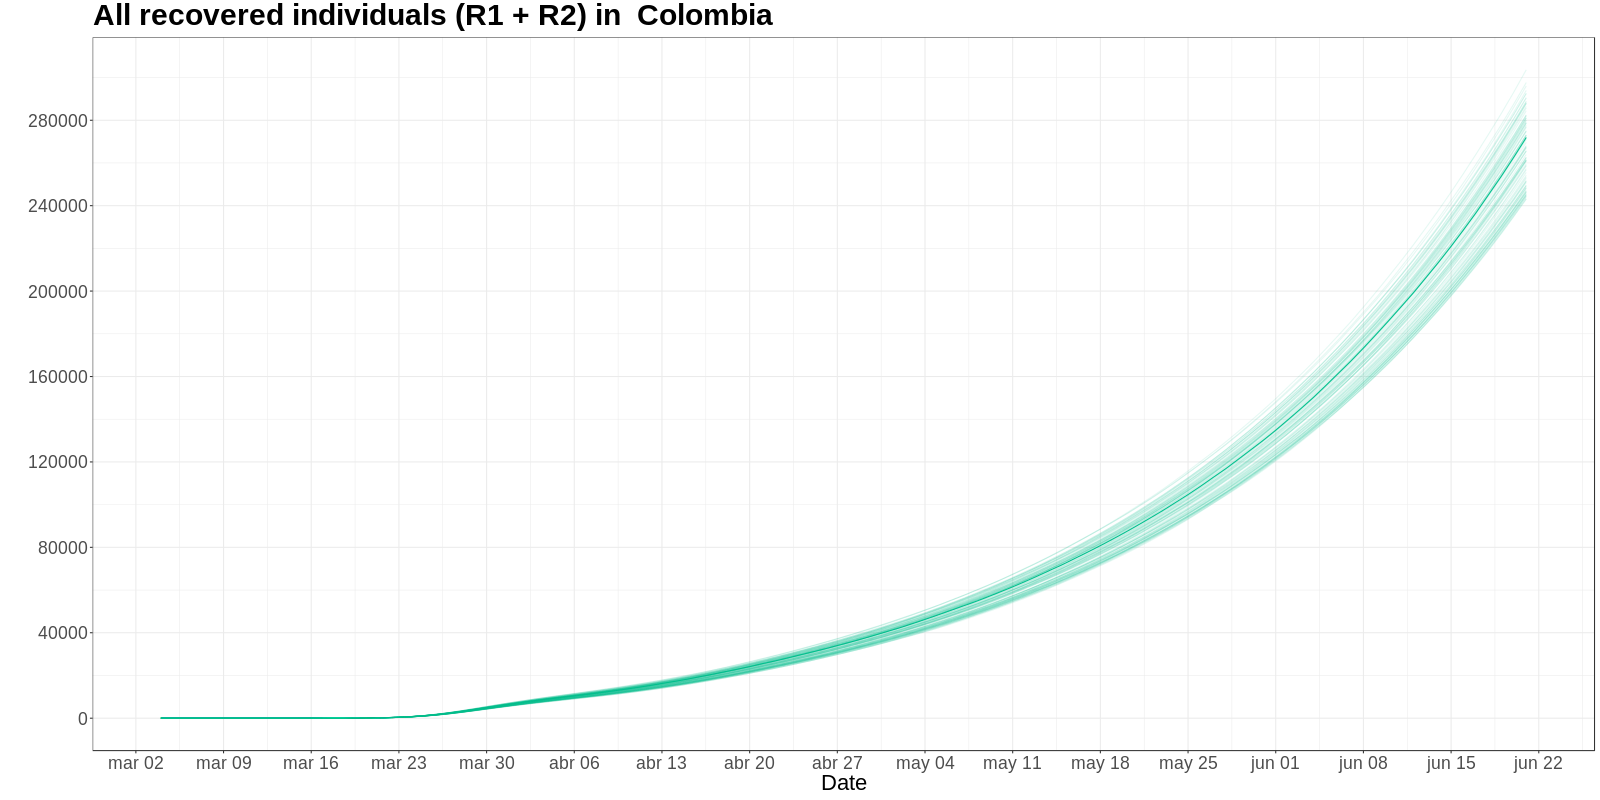 All recovered individuals (R1 + R2) in  Colombia
280000
240000
200000
160000
120000
80000
40000
0
mar 02 mar 09 mar 16 mar 23 mar 30 abr 06 abr 13 abr 20 abr 27 may 04 may 11 may 18 may 25 jun 01 jun 08 jun 15 jun 22
Date